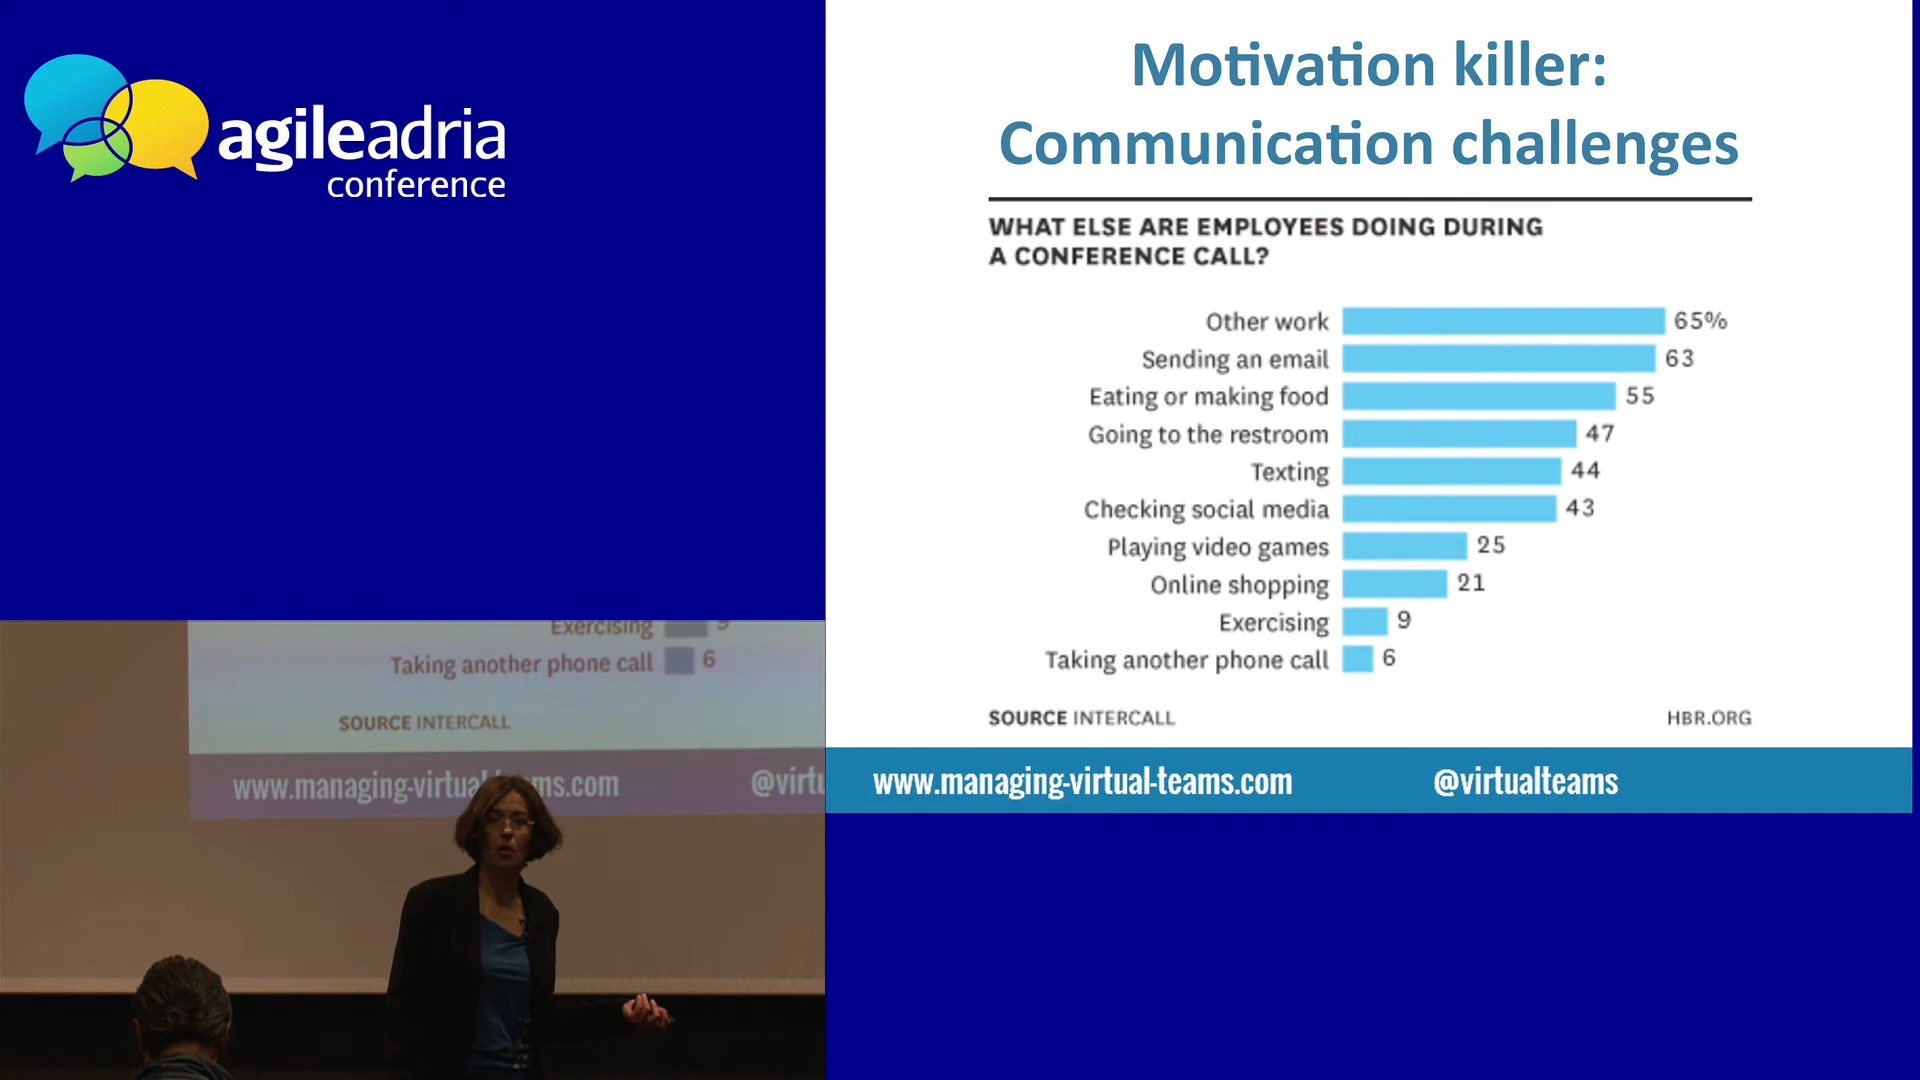 agileadria
conference
Motivation killer:
Communication challenges
WHAT ELSE ARE EMPLOYEES DOING DURING
A CONFERENCE CALL?
Other work 65%
Sending an email 63
Eating or making food 55
Going to the restroom 47
Texting 44
Checking social media 43
Playing video games 25
Online shopping 21
Exercising 9
Taking another phone call 6
SOURCE INTERCALL HBR.ORG
www.managing-virtual-teams.com @virtualteams
Exercising 9
Taking another phone call 6
SOURCE INTERCALL